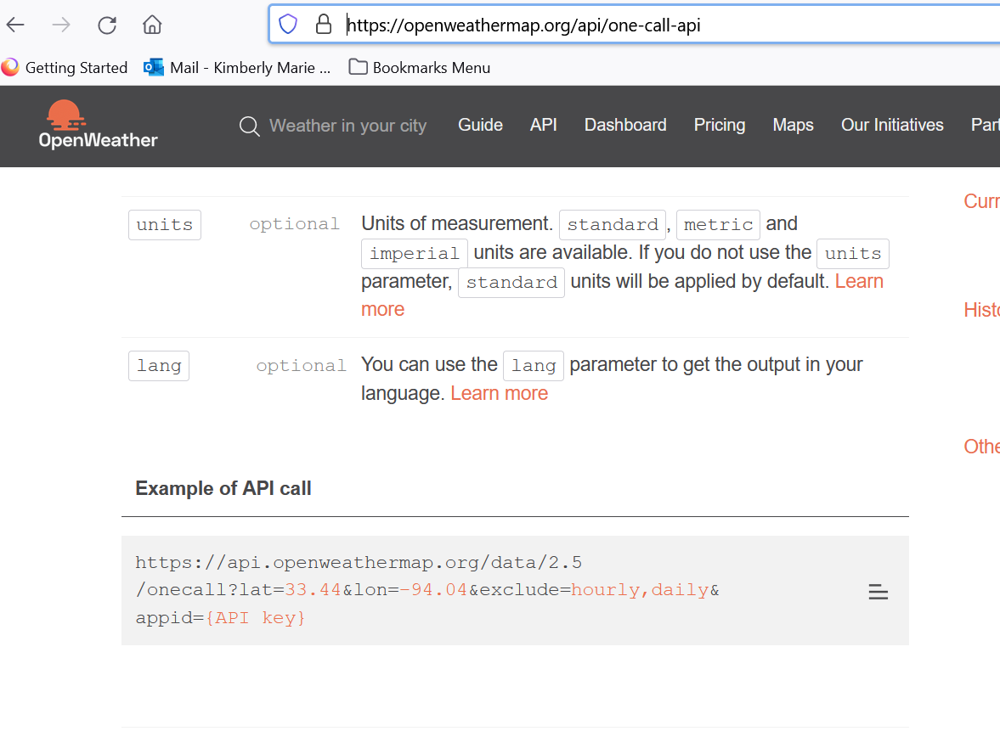 https://openweathermap.org/api/one-call-api
Getting Started Mail - Kimberly Marie ... Bookmarks Menu
OpenWeather Weather in your city Guide API Dashboard Pricing Maps Our Initiatives Part
Curr
units optional Units of measurement. standard, metric and
imperial units are available. If you do not use the units
parameter, standard units will be applied by default. Learn
more
Histo
lang optional You can use the lang parameter to get the output in your
language. Learn more
Othe
Example of API call
https://api.openweathermap.org/data/2.5
/onecall?lat=33.44&lon=-94.04&exclude=hourly,daily&
appid={API key}